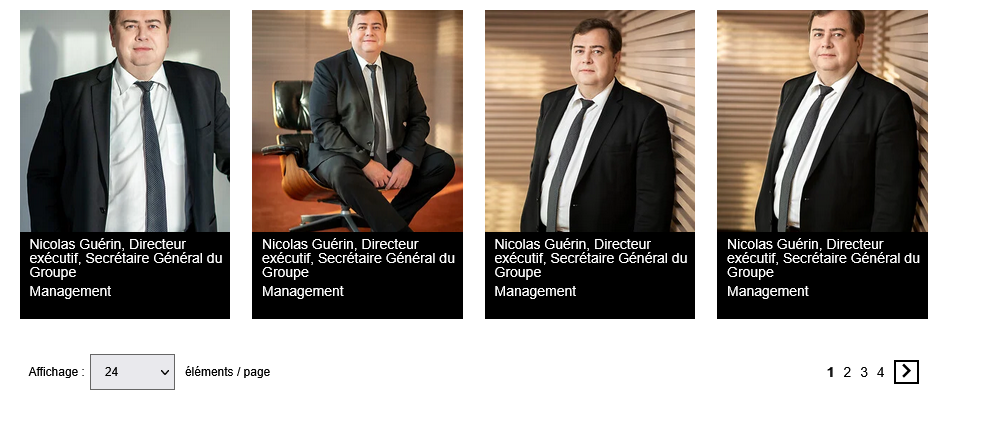 Nicolas Guérin, Directeur
exécutif, Secrétaire Général du
Groupe
Management
Nicolas Guérin, Directeur
exécutif, Secrétaire Général du
Groupe
Management
Nicolas Guérin, Directeur
exécutif, Secrétaire Général du
Groupe
Management
Nicolas Guérin, Directeur
exécutif, Secrétaire Général du
Groupe
Management
Affichage : 24 éléments / page
1 2 3 4